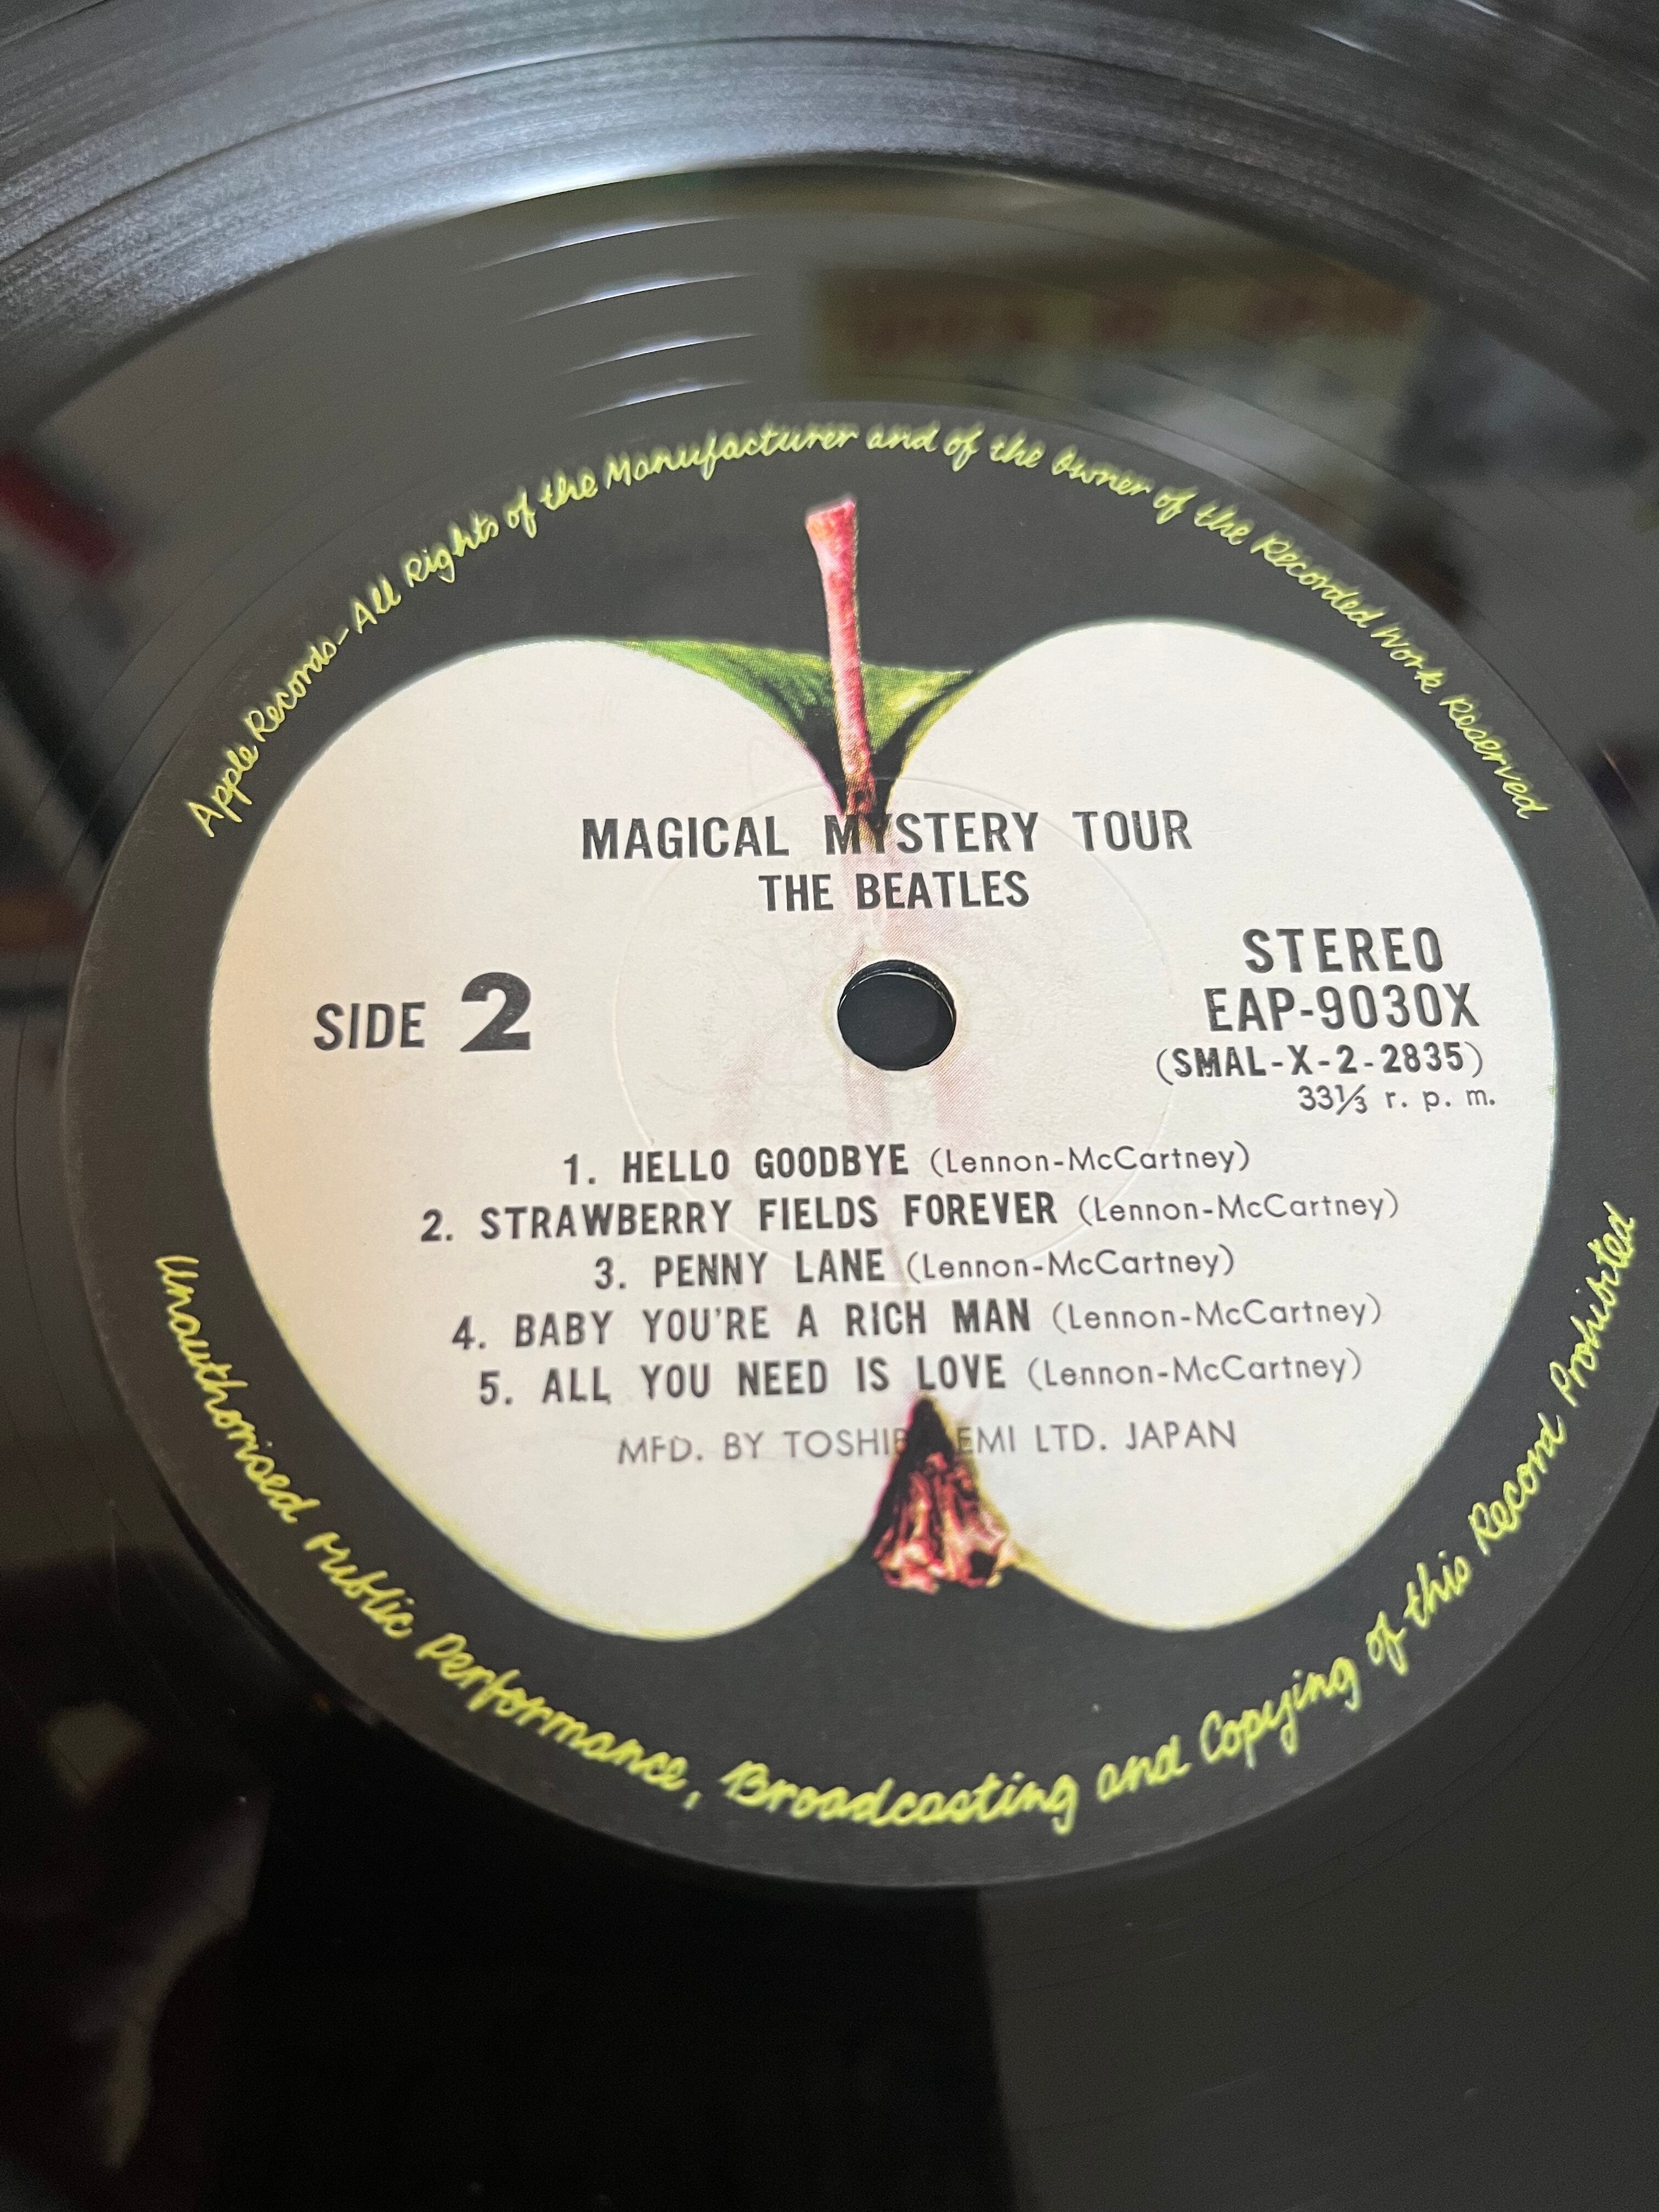 Apple Records-All Rights of the Manufacturer and of the Owner of the Recorded Work Reserved
MAGICAL MYSTERY TOUR
THE BEATLES
SIDE 2
STEREO
EAP-9030X
(SMAL-X-2-2835)
33⅓ r. p. m.
1. HELLO GOODBYE (Lennon-McCartney)
2. STRAWBERRY FIELDS FOREVER (Lennon-McCartney)
3. PENNY LANE (Lennon-McCartney)
4. BABY YOU'RE A RICH MAN (Lennon-McCartney)
5. ALL YOU NEED IS LOVE (Lennon-McCartney)
MFD. BY TOSHIBA EMI LTD. JAPAN
Unauthorised Public Performance, Broadcasting and Copying of this Record Prohibited